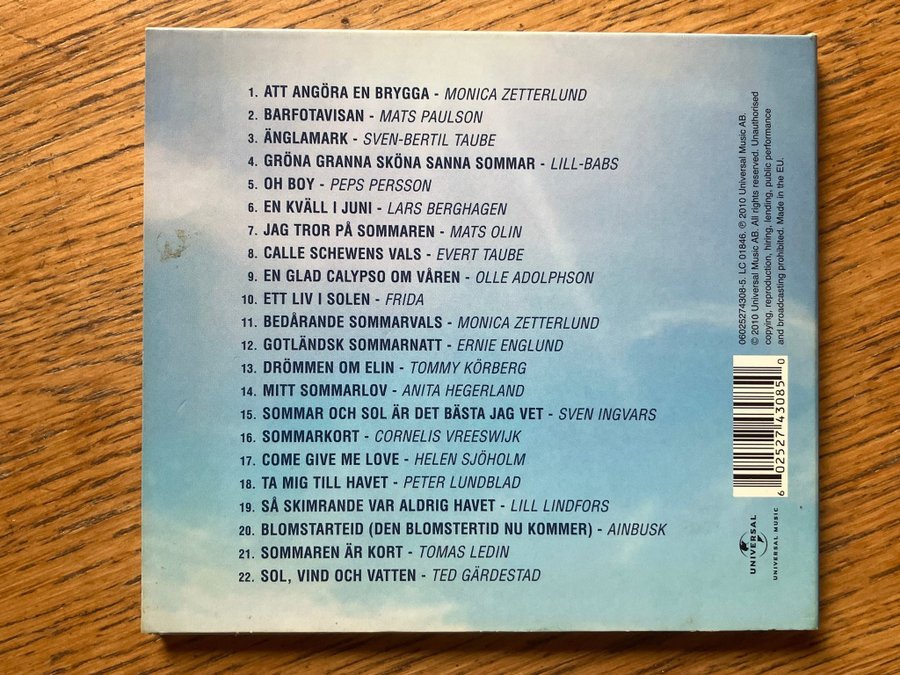 1. ATT ANGÖRA EN BRYGGA - MONICA ZETTERLUND
2. BARFOTAVISAN - MATS PAULSON
3. ÄNGLAMARK - SVEN-BERTIL TAUBE
4. GRÖNA GRANNA SKÖNA SANNA SOMMAR - LILL-BABS
5. OH BOY - PEPS PERSSON
6. EN KVÄLL I JUNI - LARS BERGHAGEN
7. JAG TROR PÅ SOMMAREN - MATS OLIN
8. CALLE SCHEWENS VALS - EVERT TAUBE
9. EN GLAD CALYPSO OM VÅREN - OLLE ADOLPHSON
10. ETT LIV I SOLEN - FRIDA
11. BEDÅRANDE SOMMARVALS - MONICA ZETTERLUND
12. GOTLÄNDSK SOMMARNATT - ERNIE ENGLUND
13. DRÖMMEN OM ELIN - TOMMY KÖRBERG
14. MITT SOMMARLOV - ANITA HEGERLAND
15. SOMMAR OCH SOL ÄR DET BÄSTA JAG VET - SVEN INGVARS
16. SOMMARKORT - CORNELIS VREESWIJK
17. COME GIVE ME LOVE - HELEN SJÖHOLM
18. TA MIG TILL HAVET - PETER LUNDBLAD
19. SÅ SKIMRANDE VAR ALDRIG HAVET - LILL LINDFORS
20. BLOMSTARTEID (DEN BLOMSTERTID NU KOMMER) - AINBUSK
21. SOMMAREN ÄR KORT - TOMAS LEDIN
22. SOL, VIND OCH VATTEN - TED GÄRDESTAD
06025274308-5. LC 01846. ℗ 2010 Universal Music AB.
© 2010 Universal Music AB. All rights reserved. Unauthorised
copying, reproduction, hiring, lending, public performance
and broadcasting prohibited. Made in the EU.
6 02527 43085 0
UNIVERSAL
UNIVERSAL MUSIC